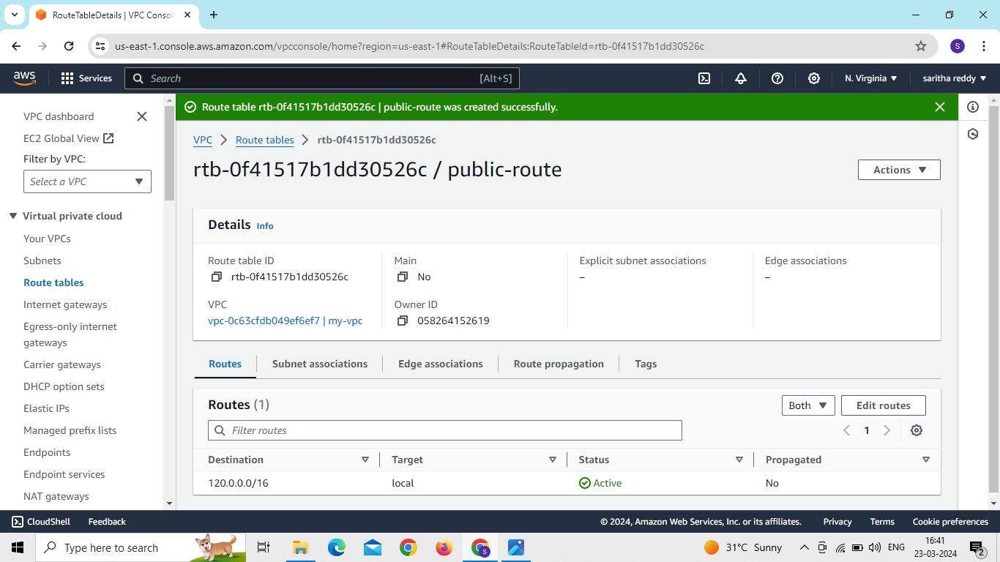 RouteTableDetails | VPC Conso
us-east-1.console.aws.amazon.com/vpcconsole/home?region=us-east-1#RouteTableDetails:RouteTableId=rtb-0f41517b1dd30526c
S
aws
Services
Search
[Alt+S]
N. Virginia
saritha reddy
VPC dashboard
EC2 Global View
Filter by VPC:
Select a VPC
Virtual private cloud
Your VPCs
Subnets
Route tables
Internet gateways
Egress-only internet
gateways
Carrier gateways
DHCP option sets
Elastic IPs
Managed prefix lists
Endpoints
Endpoint services
NAT gateways
Route table rtb-0f41517b1dd30526c | public-route was created successfully.
VPC
Route tables
rtb-0f41517b1dd30526c
rtb-0f41517b1dd30526c / public-route
Actions
Details Info
Route table ID
rtb-0f41517b1dd30526c
Main
No
Explicit subnet associations
–
Edge associations
–
VPC
vpc-0c63cfdb049ef6ef7 | my-vpc
Owner ID
058264152619
Routes
Subnet associations
Edge associations
Route propagation
Tags
Routes (1)
Both
Edit routes
Filter routes
1
Destination
Target
Status
Propagated
120.0.0.0/16
local
Active
No
CloudShell
Feedback
© 2024, Amazon Web Services, Inc. or its affiliates.
Privacy
Terms
Cookie preferences
Type here to search
S
31°C Sunny
ENG
16:41
23-03-2024
2